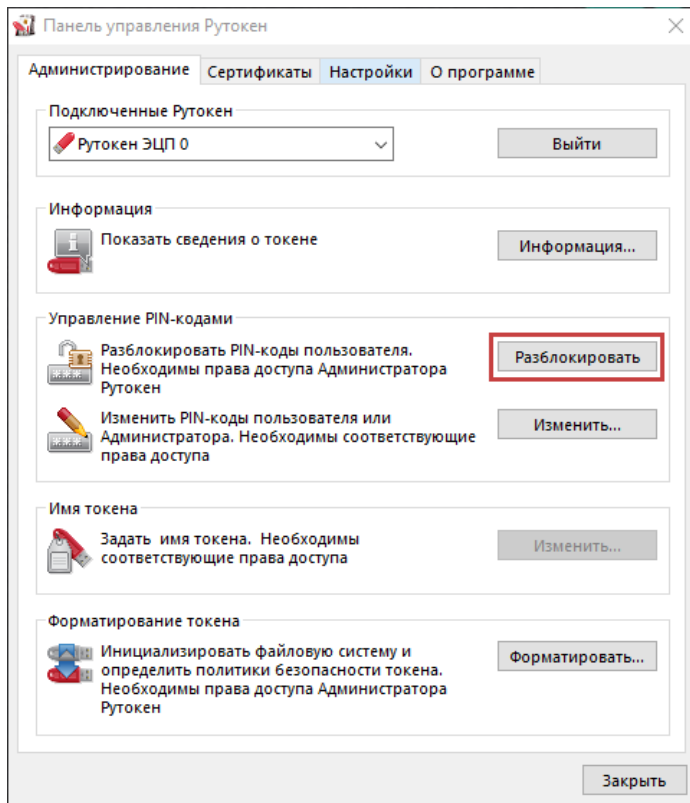 Панель управления Рутокен
Администрирование Сертификаты Настройки О программе
Подключенные Рутокен
Рутокен ЭЦП 0 Выйти
Информация
Показать сведения о токене Информация...
Управление PIN-кодами
Разблокировать PIN-коды пользователя.
Необходимы права доступа Администратора
Рутокен
Разблокировать
Изменить PIN-коды пользователя или
Администратора. Необходимы соответствующие
права доступа
Изменить...
Имя токена
Задать имя токена. Необходимы
соответствующие права доступа
Изменить...
Форматирование токена
Инициализировать файловую систему и
определить политики безопасности токена.
Необходимы права доступа Администратора
Рутокен
Форматировать...
Закрыть